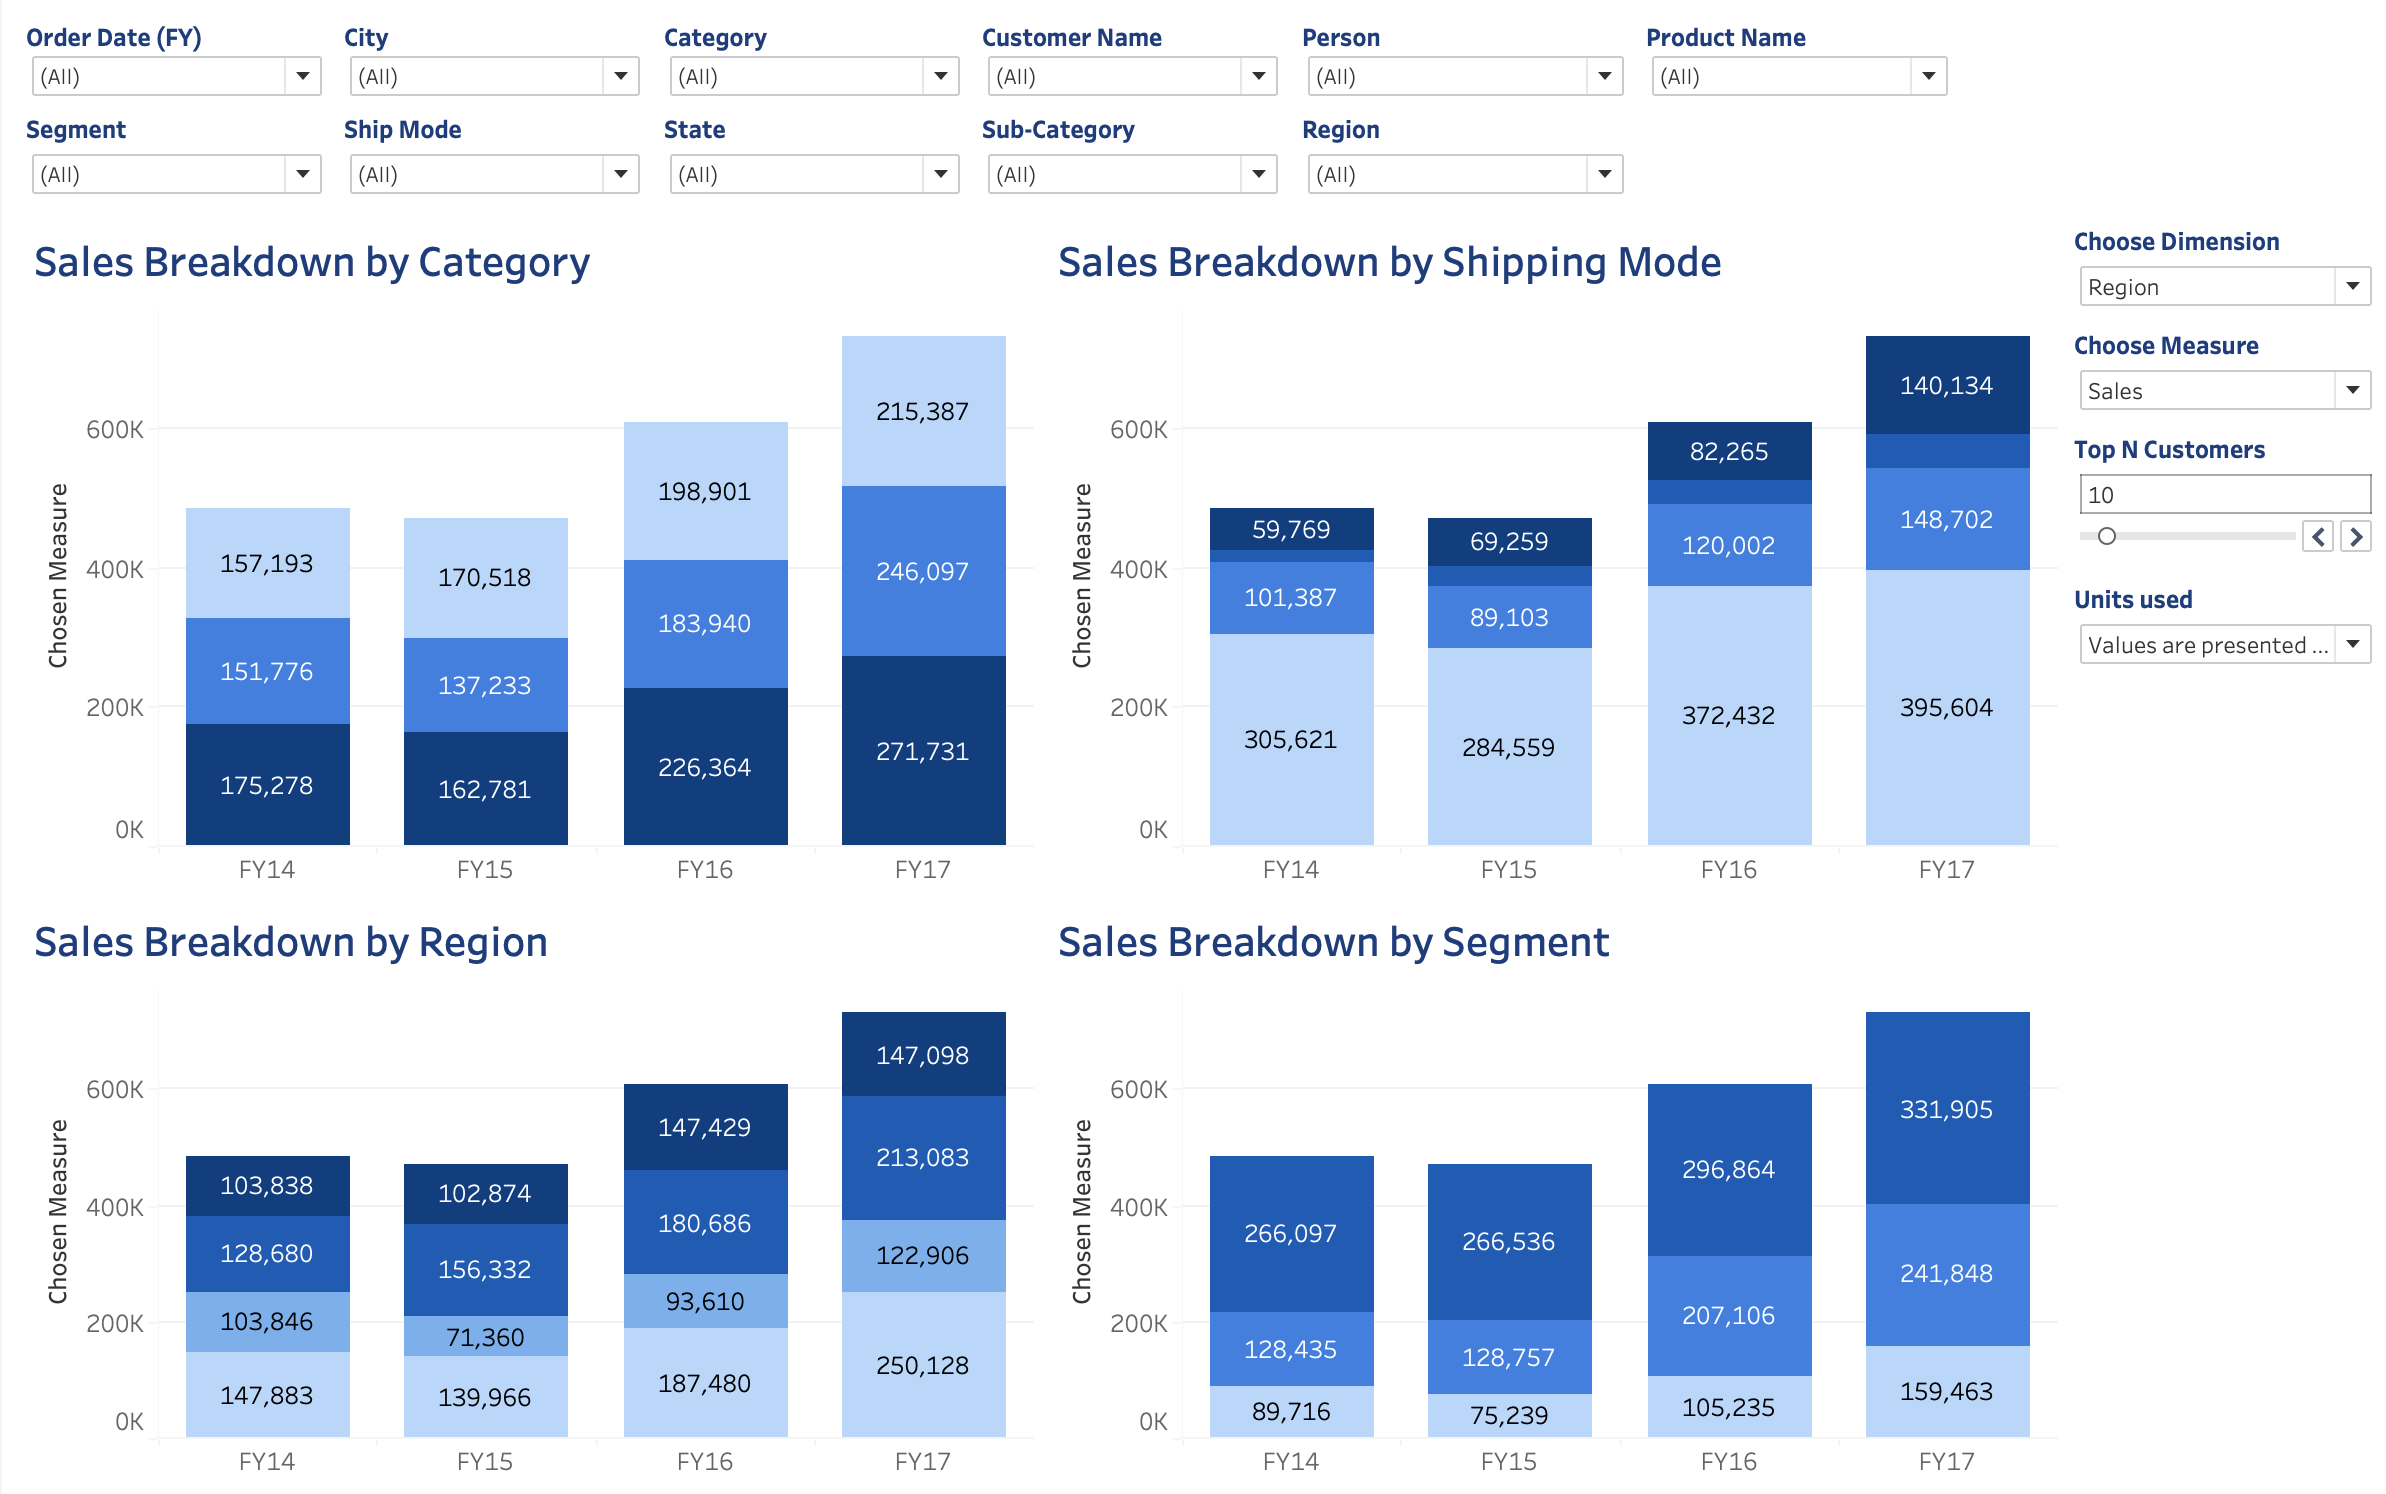 Order Date (FY)
City
Category
Customer Name
Person
Product Name
(All)
(All)
(All)
(All)
(All)
(All)
Segment
Ship Mode
State
Sub-Category
Region
(All)
(All)
(All)
(All)
(All)
Sales Breakdown by Category
Chosen Measure
600K
400K
200K
0K
157,193
151,776
175,278
170,518
137,233
162,781
198,901
183,940
226,364
215,387
246,097
271,731
FY14
FY15
FY16
FY17
Sales Breakdown by Shipping Mode
Chosen Measure
600K
400K
200K
0K
59,769
101,387
305,621
69,259
89,103
284,559
82,265
120,002
372,432
140,134
148,702
395,604
FY14
FY15
FY16
FY17
Choose Dimension
Region
Choose Measure
Sales
Top N Customers
10
Units used
Values are presented ...
Sales Breakdown by Region
Chosen Measure
600K
400K
200K
0K
103,838
128,680
103,846
147,883
102,874
156,332
71,360
139,966
147,429
180,686
93,610
187,480
147,098
213,083
122,906
250,128
FY14
FY15
FY16
FY17
Sales Breakdown by Segment
Chosen Measure
600K
400K
200K
0K
266,097
128,435
89,716
266,536
128,757
75,239
296,864
207,106
105,235
331,905
241,848
159,463
FY14
FY15
FY16
FY17